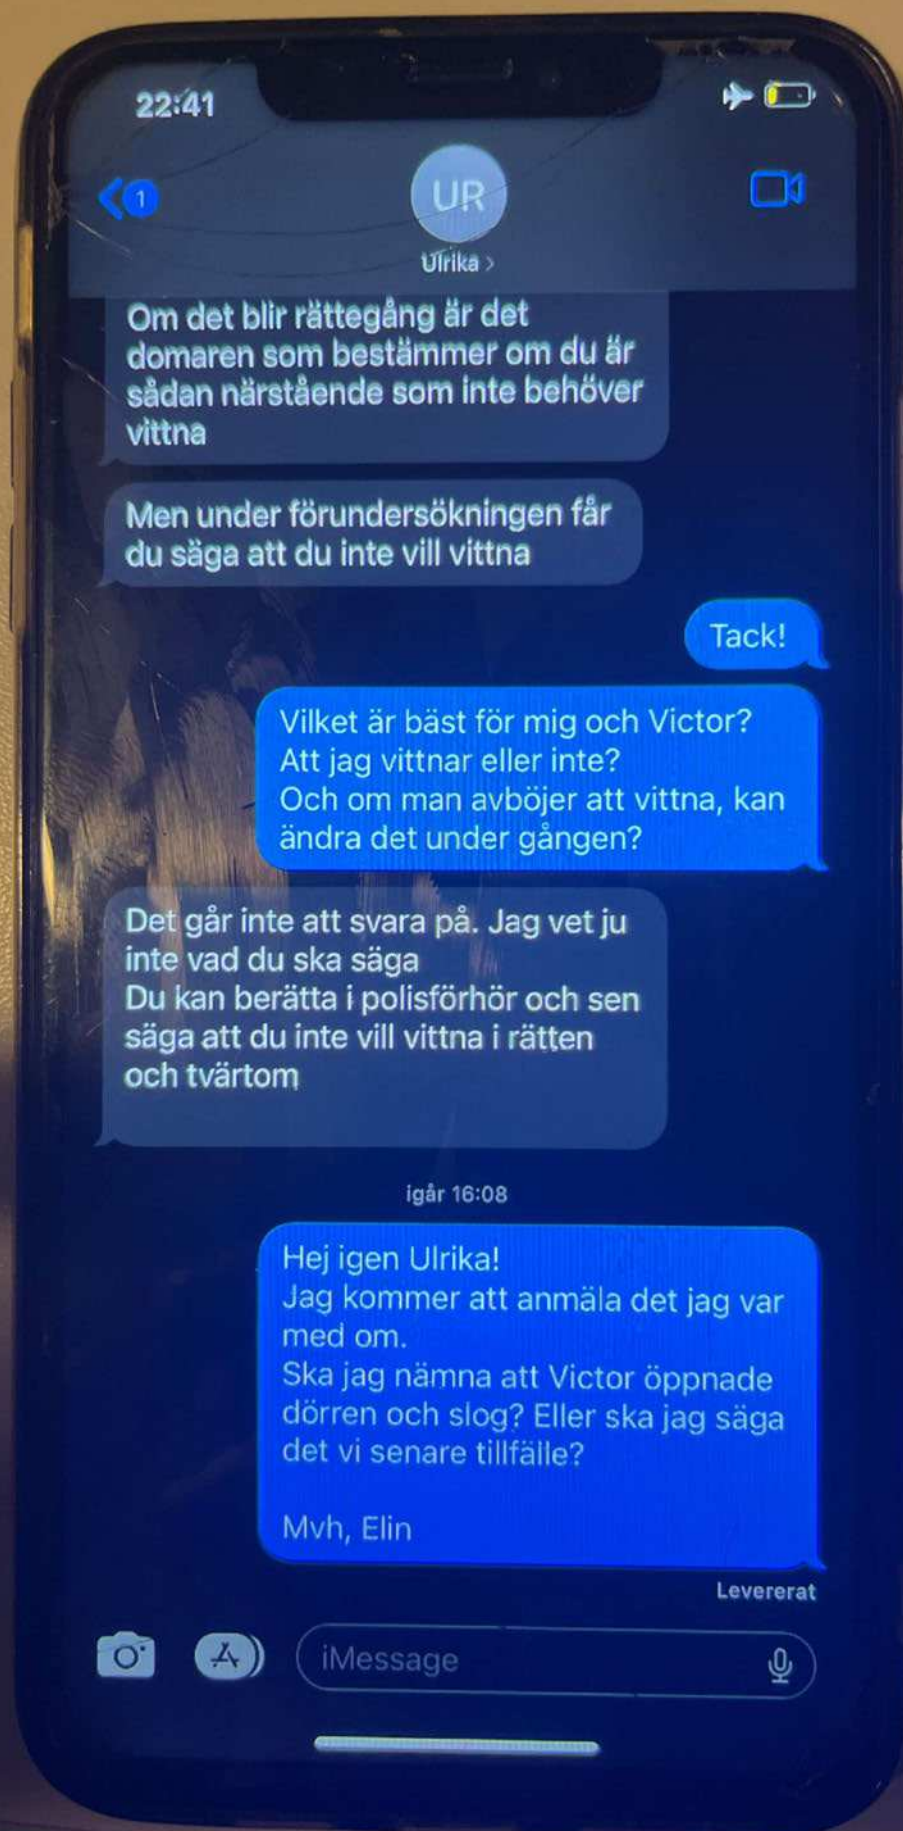 22:41
1
UR
Ulrika >
Om det blir rättegång är det
domaren som bestämmer om du är
sådan närstående som inte behöver
vittna
Men under förundersökningen får
du säga att du inte vill vittna
Tack!
Vilket är bäst för mig och Victor?
Att jag vittnar eller inte?
Och om man avböjer att vittna, kan
ändra det under gången?
Det går inte att svara på. Jag vet ju
inte vad du ska säga
Du kan berätta i polisförhör och sen
säga att du inte vill vittna i rätten
och tvärtom
igår 16:08
Hej igen Ulrika!
Jag kommer att anmäla det jag var
med om.
Ska jag nämna att Victor öppnade
dörren och slog? Eller ska jag säga
det vi senare tillfälle?
Mvh, Elin
Levererat
iMessage